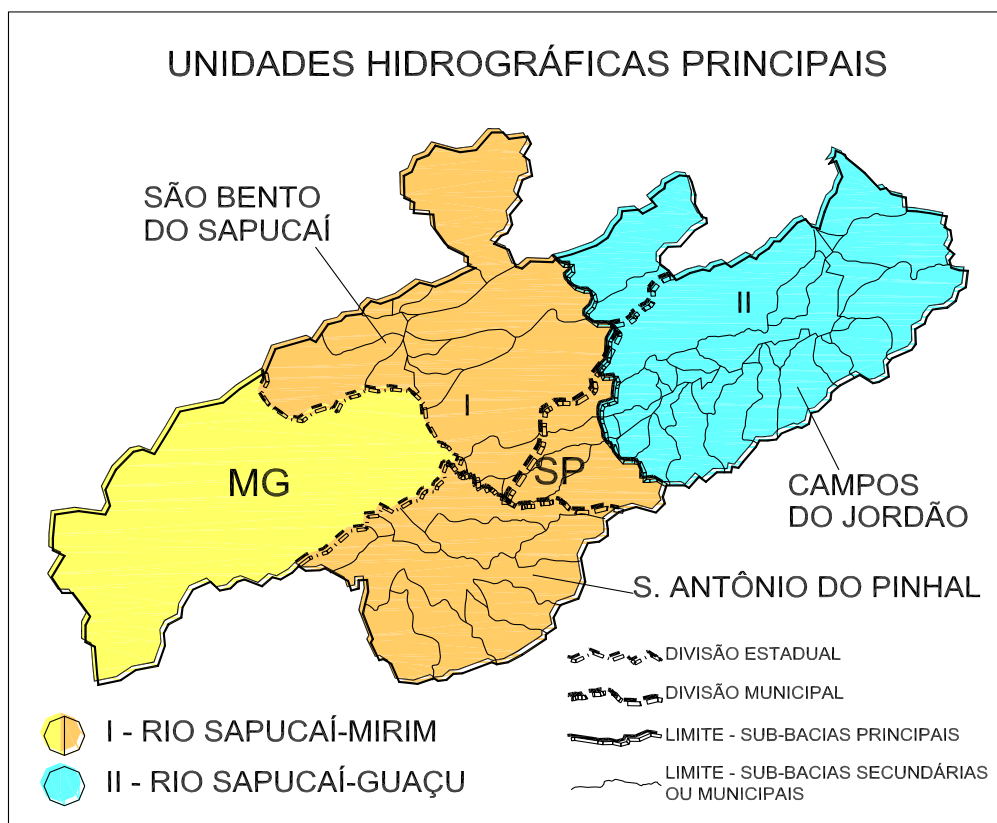 UNIDADES HIDROGRÁFICAS PRINCIPAIS
SÃO BENTO
DO SAPUCAÍ
II
I
MG
SP
CAMPOS
DO JORDÃO
S. ANTÔNIO DO PINHAL
DIVISÃO ESTADUAL
DIVISÃO MUNICIPAL
LIMITE - SUB-BACIAS PRINCIPAIS
LIMITE - SUB-BACIAS SECUNDÁRIAS
OU MUNICIPAIS
I - RIO SAPUCAÍ-MIRIM
II - RIO SAPUCAÍ-GUAÇU